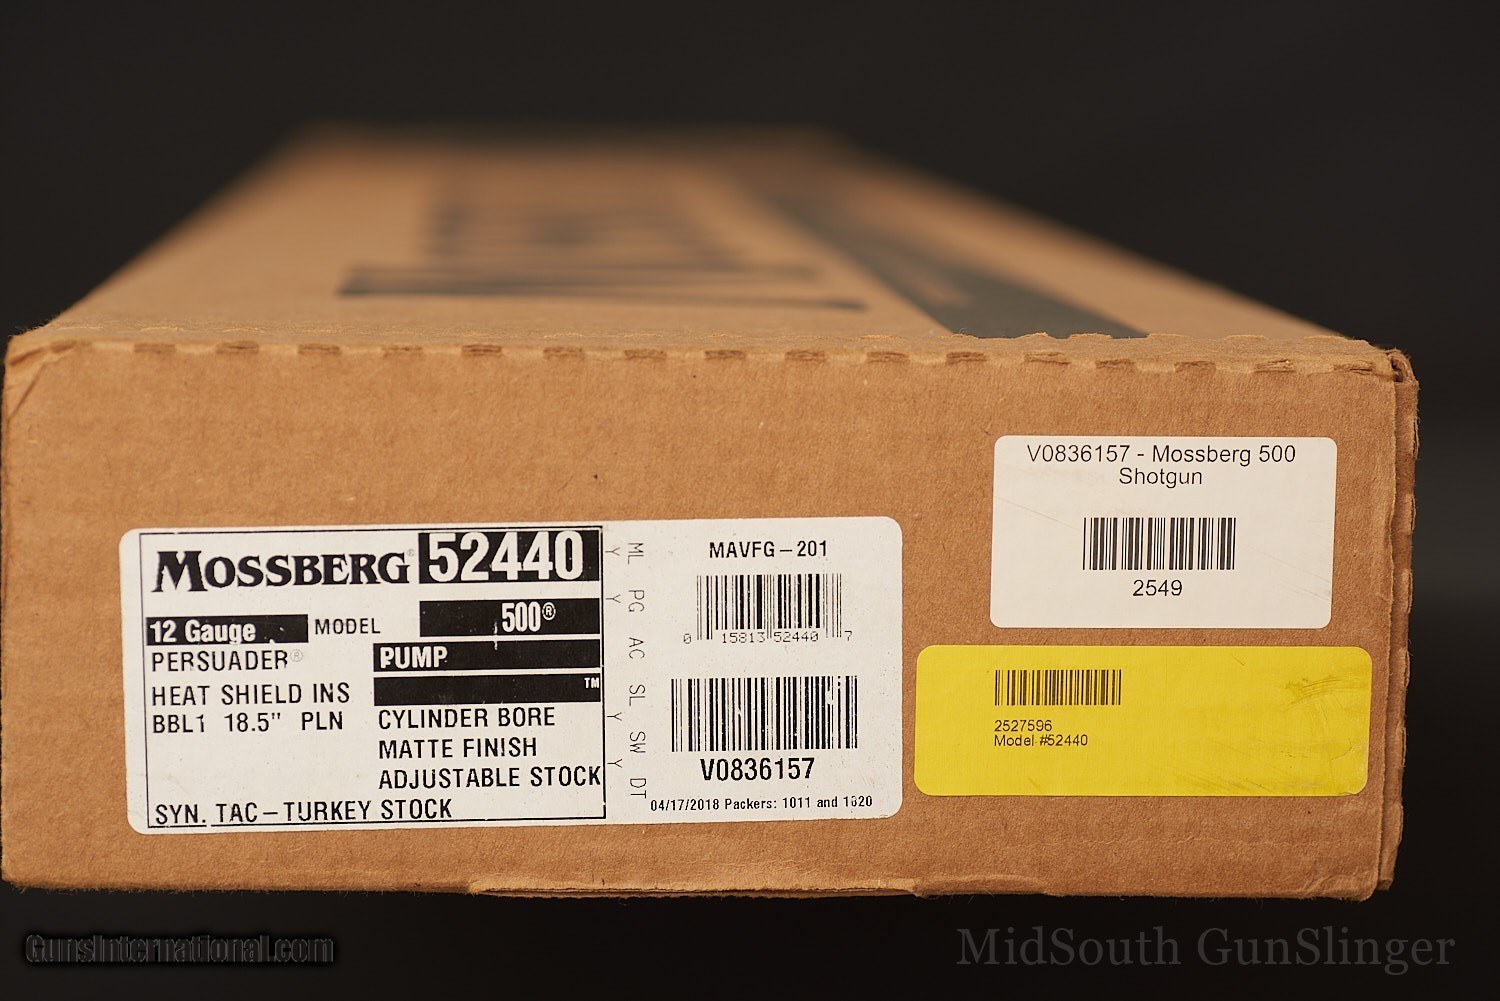 MOSSBERG® 52440
12 Gauge MODEL 500®
PERSUADER® PUMP
HEAT SHIELD INS ™
BBL1 18.5" PLN CYLINDER BORE
MATTE FINISH
ADJUSTABLE STOCK
SYN. TAC-TURKEY STOCK
ML PG AC SL SW DT
Y Y Y Y
MAVFG-201
0 15813 52440 7
V0836157
04/17/2018 Packers: 1011 and 1020
V0836157 - Mossberg 500
Shotgun
2549
2527596
Model #52440
GunsInternational.com
MidSouth GunSlinger